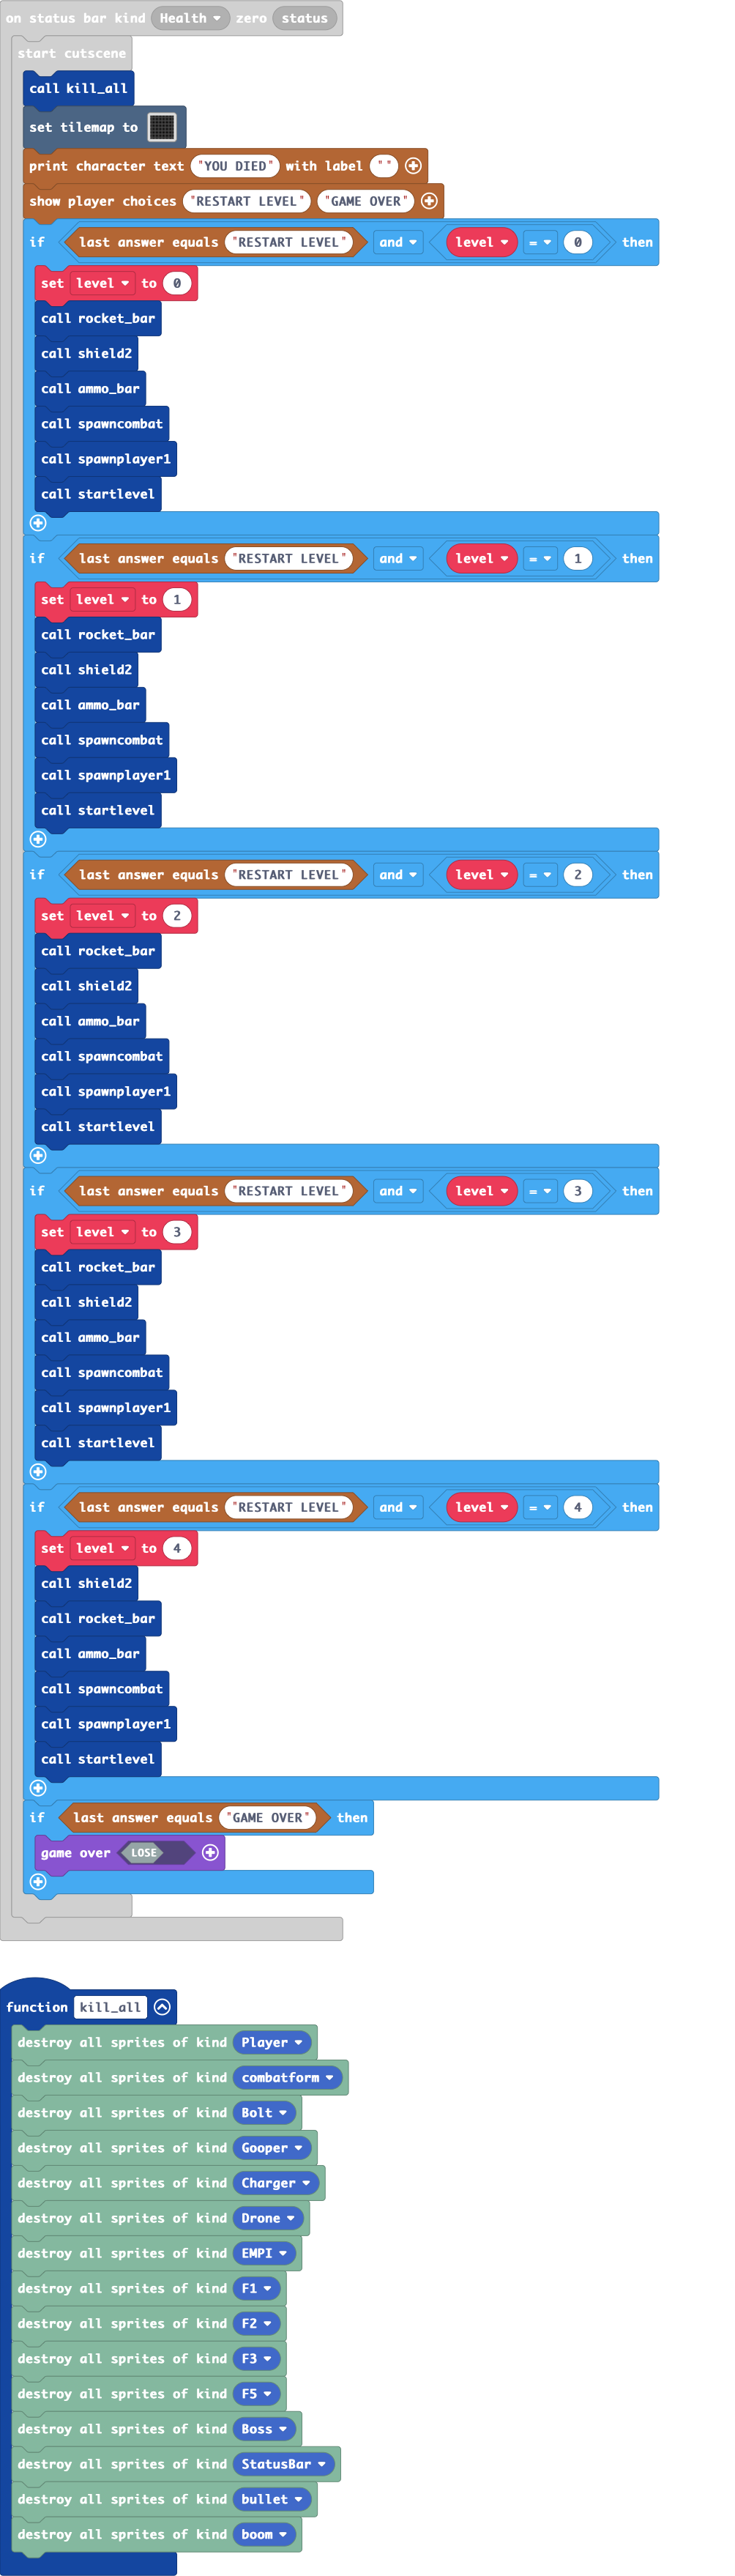 on status bar kind Health zero status
start cutscene
call kill_all
set tilemap to
print character text "YOU DIED" with label ""
show player choices "RESTART LEVEL" "GAME OVER"
if last answer equals "RESTART LEVEL" and level = 0 then
set level to 0
call rocket_bar
call shield2
call ammo_bar
call spawncombat
call spawnplayer1
call startlevel
if last answer equals "RESTART LEVEL" and level = 1 then
set level to 1
call rocket_bar
call shield2
call ammo_bar
call spawncombat
call spawnplayer1
call startlevel
if last answer equals "RESTART LEVEL" and level = 2 then
set level to 2
call rocket_bar
call shield2
call ammo_bar
call spawncombat
call spawnplayer1
call startlevel
if last answer equals "RESTART LEVEL" and level = 3 then
set level to 3
call rocket_bar
call shield2
call ammo_bar
call spawncombat
call spawnplayer1
call startlevel
if last answer equals "RESTART LEVEL" and level = 4 then
set level to 4
call shield2
call rocket_bar
call ammo_bar
call spawncombat
call spawnplayer1
call startlevel
if last answer equals "GAME OVER" then
game over LOSE
function kill_all
destroy all sprites of kind Player
destroy all sprites of kind combatform
destroy all sprites of kind Bolt
destroy all sprites of kind Gooper
destroy all sprites of kind Charger
destroy all sprites of kind Drone
destroy all sprites of kind EMPI
destroy all sprites of kind F1
destroy all sprites of kind F2
destroy all sprites of kind F3
destroy all sprites of kind F5
destroy all sprites of kind Boss
destroy all sprites of kind StatusBar
destroy all sprites of kind bullet
destroy all sprites of kind boom